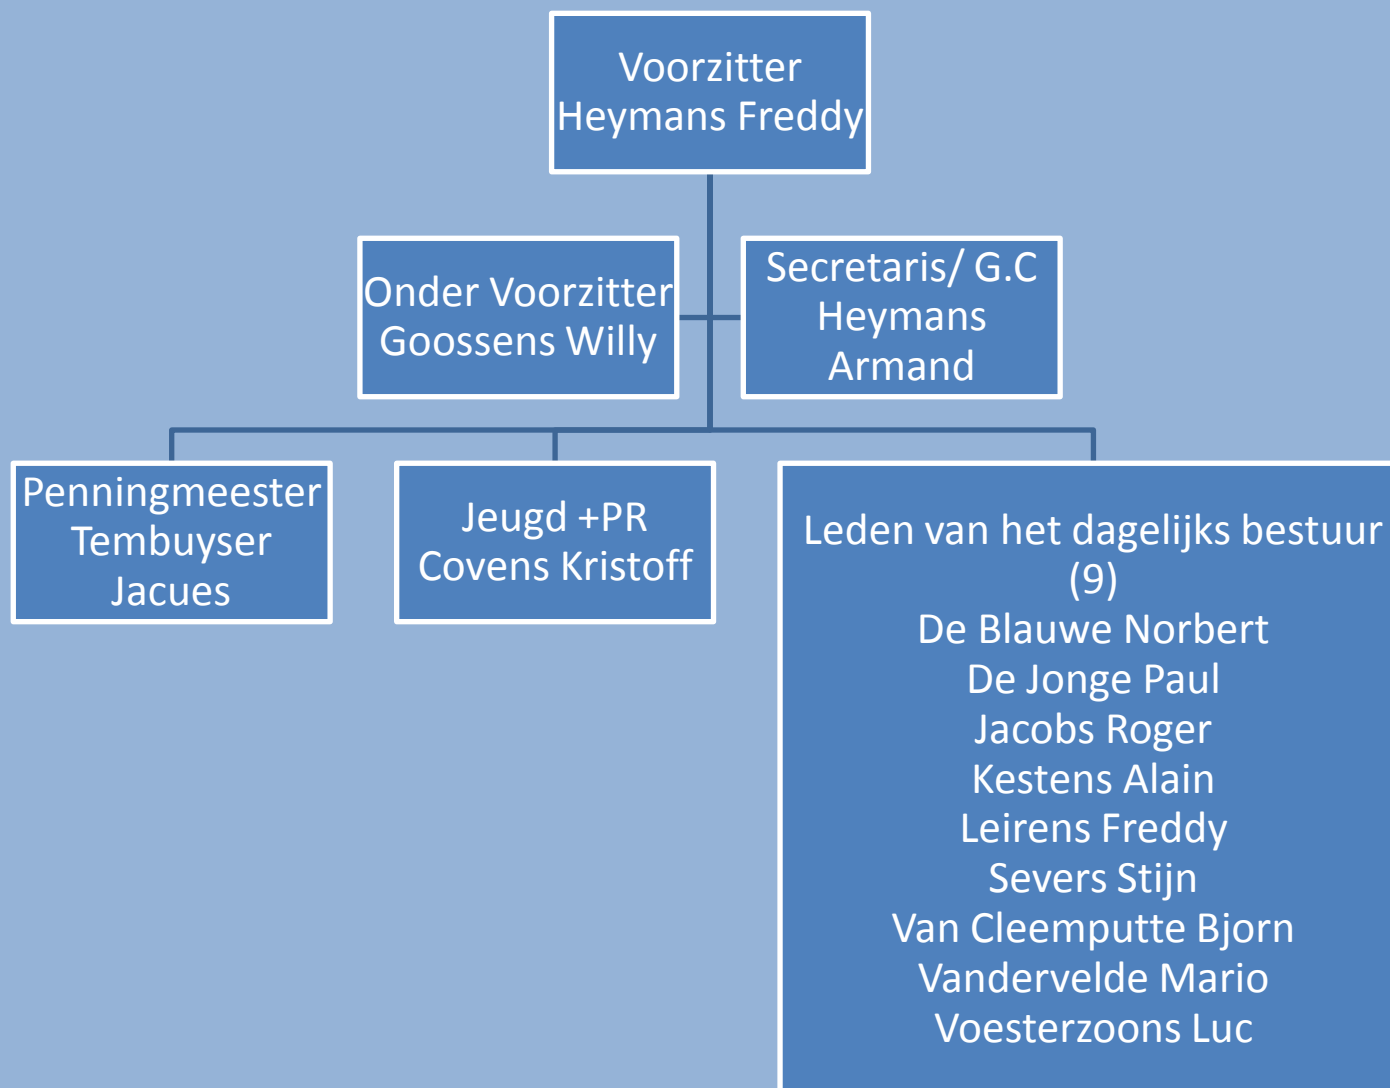 Voorzitter
Heymans Freddy
Onder Voorzitter
Goossens Willy
Secretaris/ G.C
Heymans
Armand
Penningmeester
Tembuyser
Jacues
Jeugd +PR
Covens Kristoff
Leden van het dagelijks bestuur
(9)
De Blauwe Norbert
De Jonge Paul
Jacobs Roger
Kestens Alain
Leirens Freddy
Severs Stijn
Van Cleemputte Bjorn
Vandervelde Mario
Voesterzoons Luc